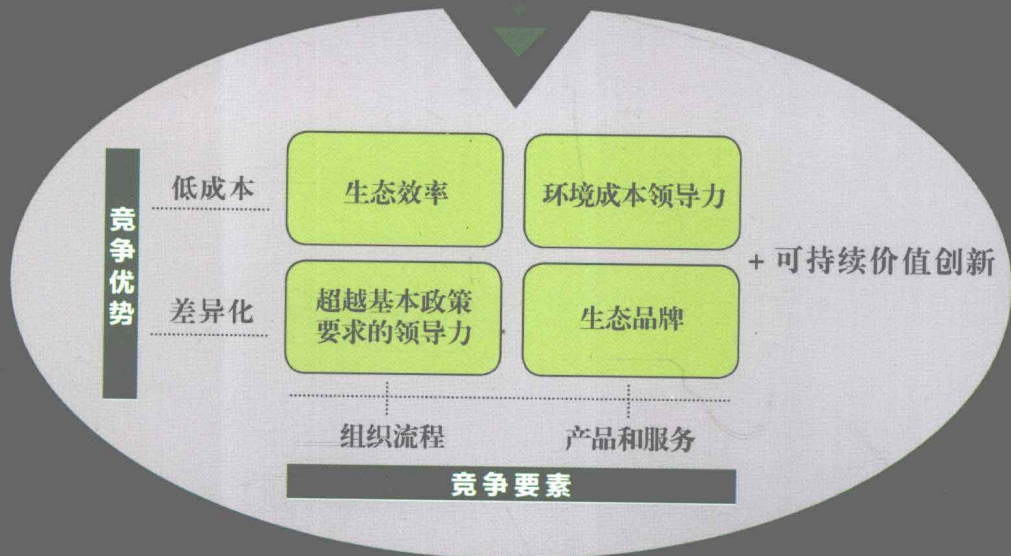 低成本
生态效率
环境成本领导力
竞争优势
+ 可持续价值创新
差异化
超越基本政策
要求的领导力
生态品牌
组织流程
产品和服务
竞争要素